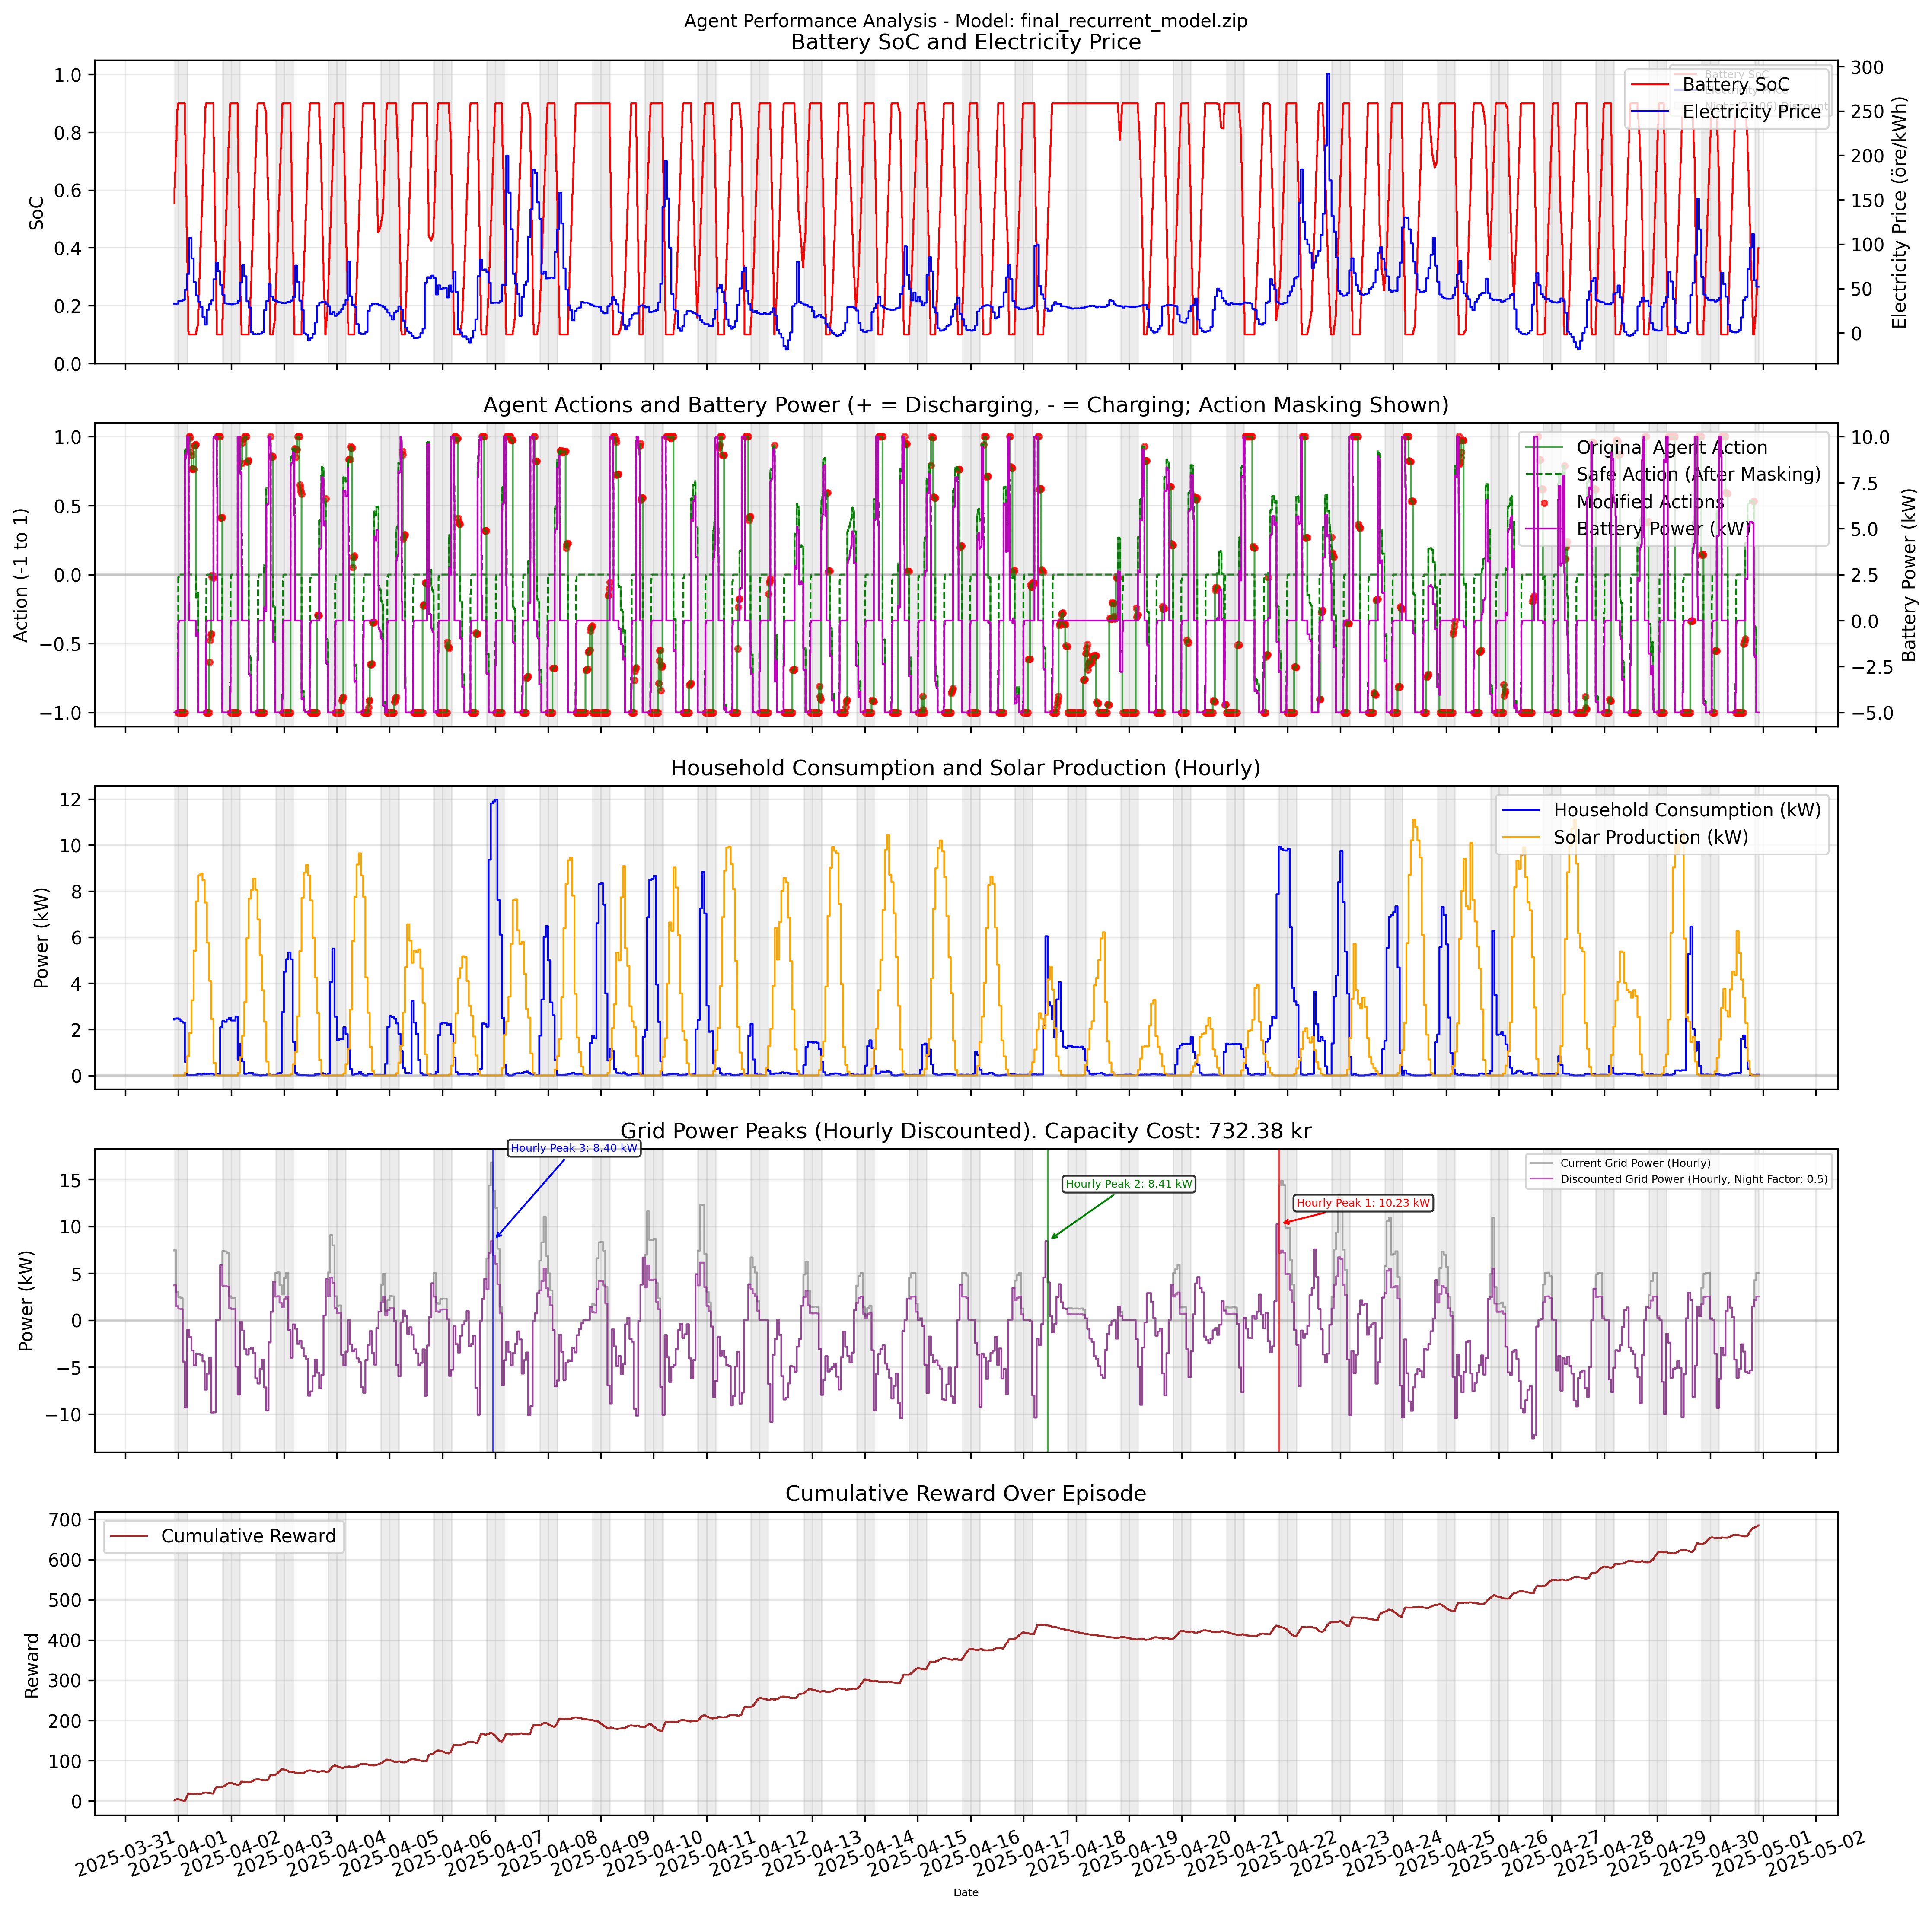 Agent Performance Analysis - Model: final_recurrent_model.zip
Battery SoC and Electricity Price
1.0
0.8
0.6
0.4
0.2
0.0
SoC
300
250
200
150
100
50
0
Electricity Price (öre/kWh)
Battery SoC
Electricity Price
Agent Actions and Battery Power (+ = Discharging, - = Charging; Action Masking Shown)
1.0
0.5
0.0
−0.5
−1.0
Action (-1 to 1)
10.0
7.5
5.0
2.5
0.0
−2.5
−5.0
Battery Power (kW)
Original Agent Action
Safe Action (After Masking)
Modified Actions
Battery Power (kW)
Household Consumption and Solar Production (Hourly)
12
10
8
6
4
2
0
Power (kW)
Household Consumption (kW)
Solar Production (kW)
Grid Power Peaks (Hourly Discounted). Capacity Cost: 732.38 kr
15
10
5
0
−5
−10
Power (kW)
Hourly Peak 3: 8.40 kW
Hourly Peak 2: 8.41 kW
Hourly Peak 1: 10.23 kW
Current Grid Power (Hourly)
Discounted Grid Power (Hourly, Night Factor: 0.5)
Cumulative Reward Over Episode
700
600
500
400
300
200
100
0
Reward
Cumulative Reward
2025-03-31
2025-04-01
2025-04-02
2025-04-03
2025-04-04
2025-04-05
2025-04-06
2025-04-07
2025-04-08
2025-04-09
2025-04-10
2025-04-11
2025-04-12
2025-04-13
2025-04-14
2025-04-15
2025-04-16
2025-04-17
2025-04-18
2025-04-19
2025-04-20
2025-04-21
2025-04-22
2025-04-23
2025-04-24
2025-04-25
2025-04-26
2025-04-27
2025-04-28
2025-04-29
2025-04-30
2025-05-01
2025-05-02
Date